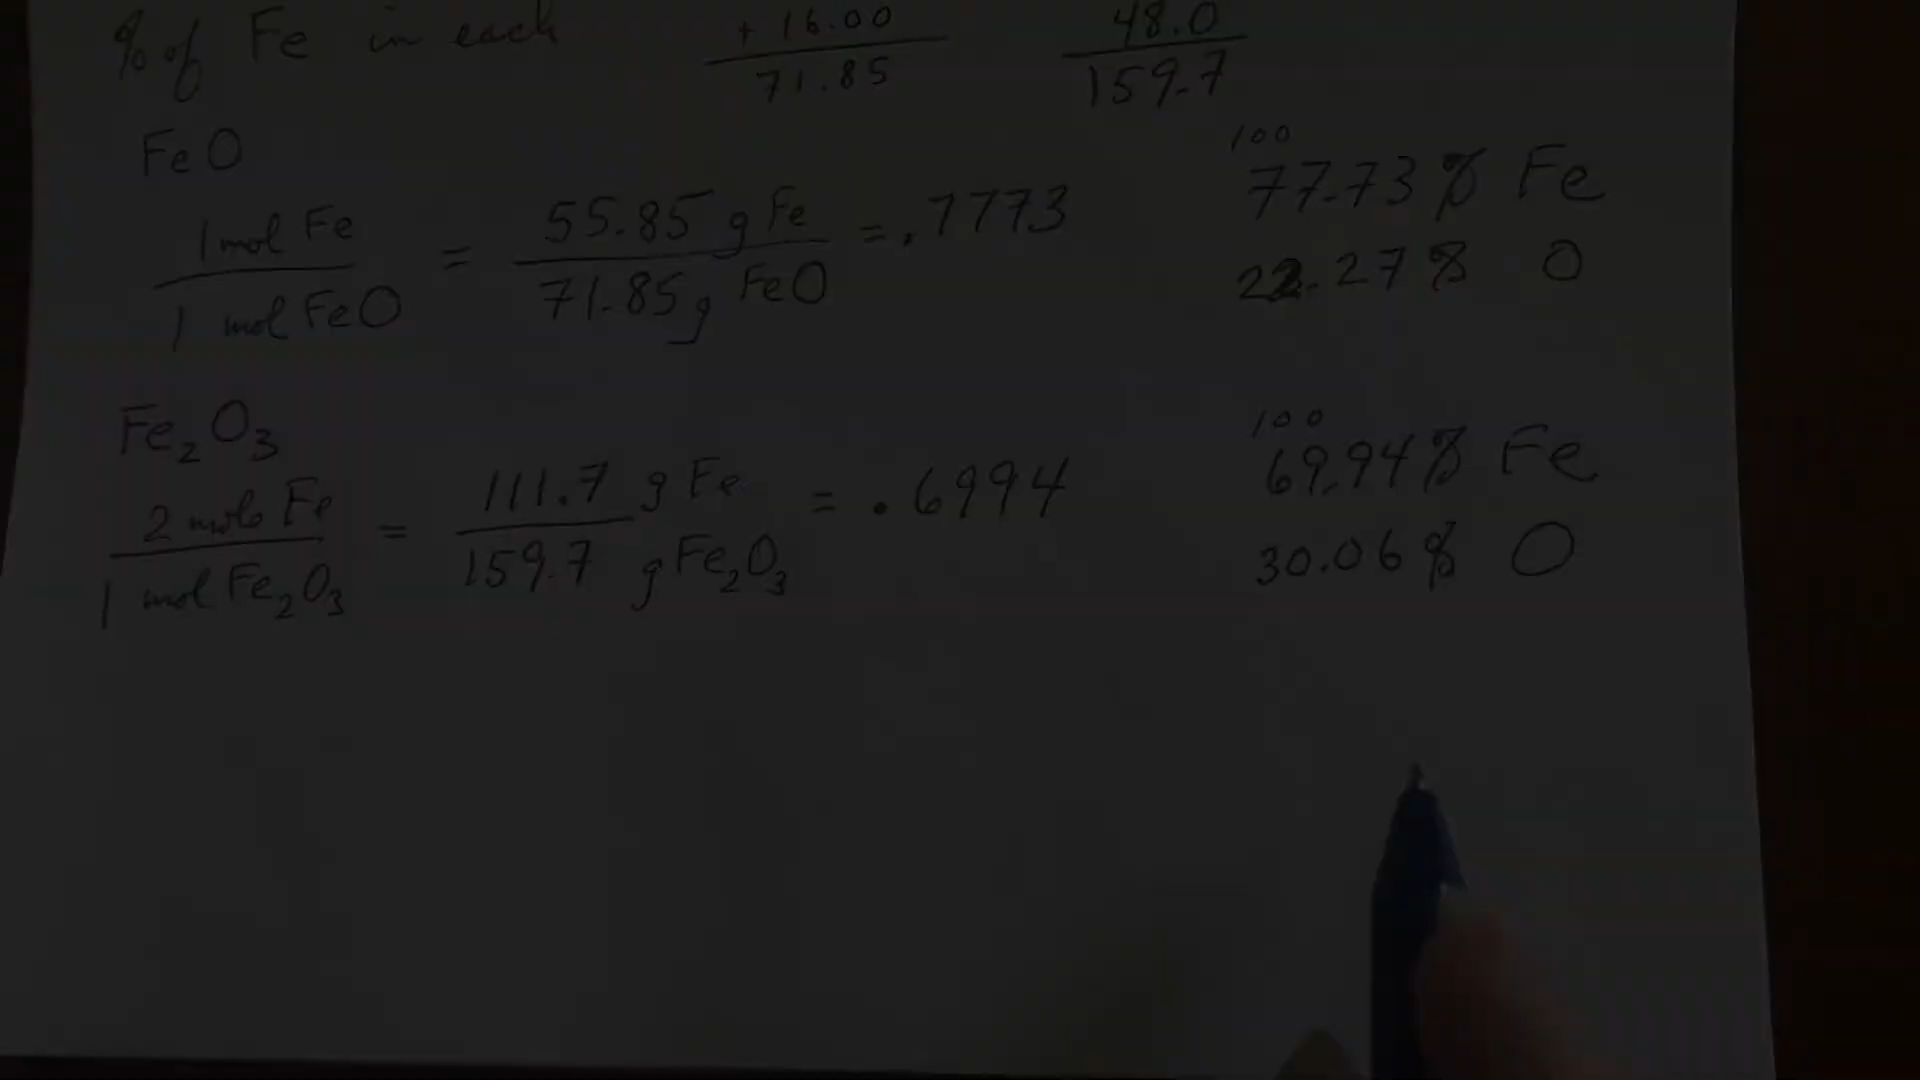 % of Fe in each
+ 16.00
71.85
48.0
159.7
FeO
1 mol Fe
1 mol FeO
=
55.85 g Fe
71.85 g FeO
= .7773
100
77.73% Fe
22.27% O
Fe₂O₃
2 mols Fe
1 mol Fe₂O₃
=
111.7 g Fe
159.7 g Fe₂O₃
= .6994
100
69.94% Fe
30.06% O